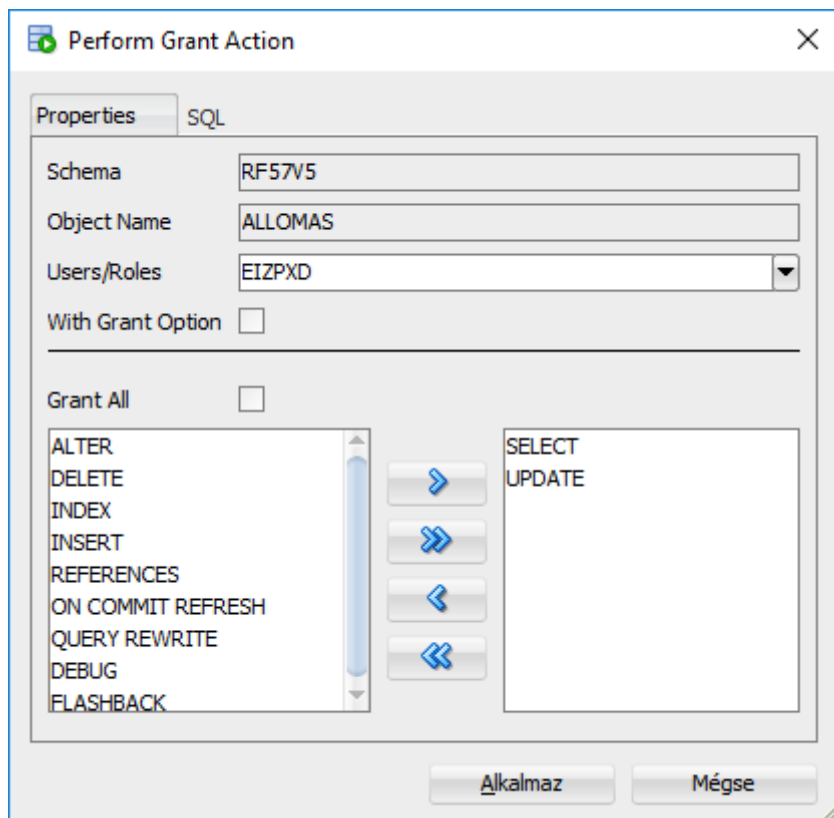 Perform Grant Action
Properties SQL
Schema RF57V5
Object Name ALLOMAS
Users/Roles EIZPXD
With Grant Option
Grant All
ALTER
DELETE
INDEX
INSERT
REFERENCES
ON COMMIT REFRESH
QUERY REWRITE
DEBUG
FLASHBACK
SELECT
UPDATE
Alkalmaz Mégse